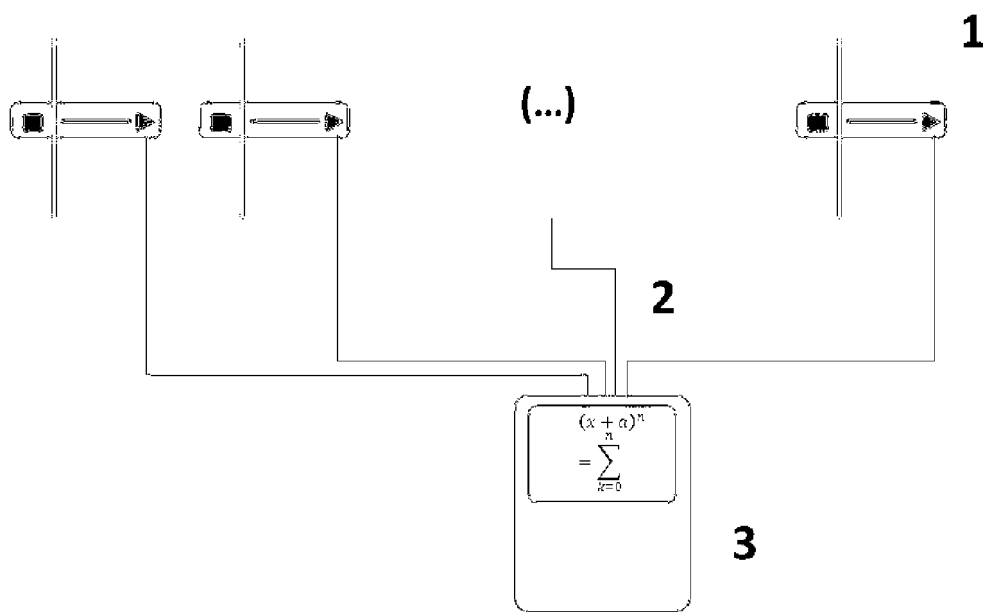 1
(...)
2
(x + a)^n
= ∑_{k=0}^{n}
3